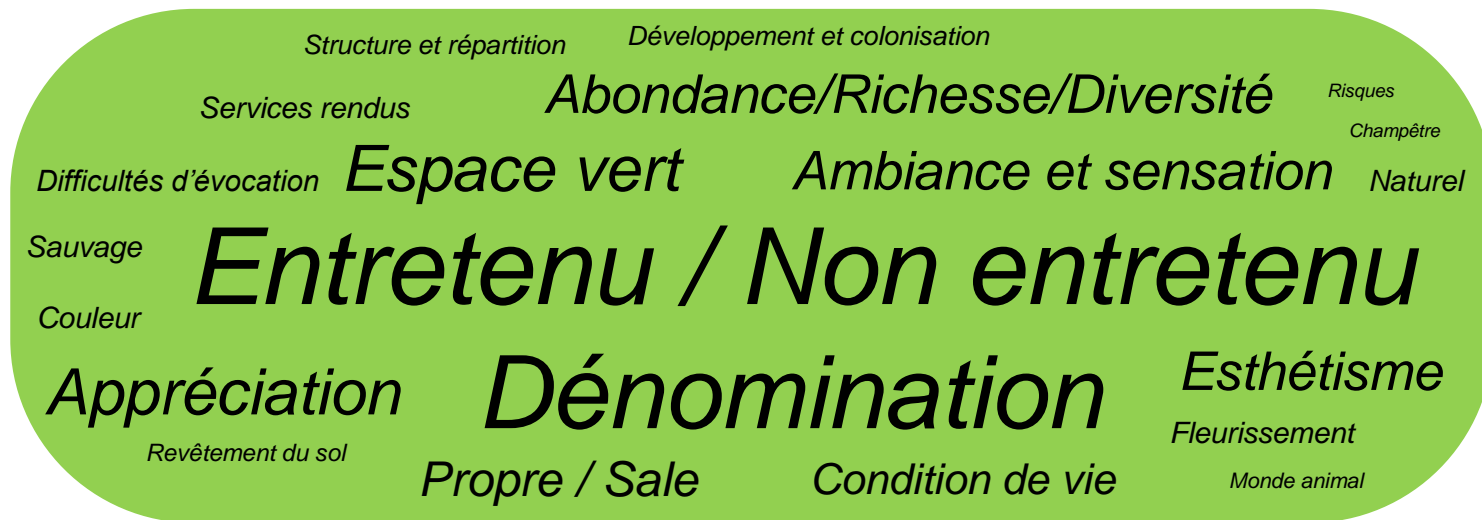 Structure et répartition
Développement et colonisation
Services rendus
Abondance/Richesse/Diversité
Risques
Champêtre
Difficultés d’évocation
Espace vert
Ambiance et sensation
Naturel
Sauvage
Entretenu / Non entretenu
Couleur
Appréciation
Dénomination
Esthétisme
Fleurissement
Revêtement du sol
Propre / Sale
Condition de vie
Monde animal